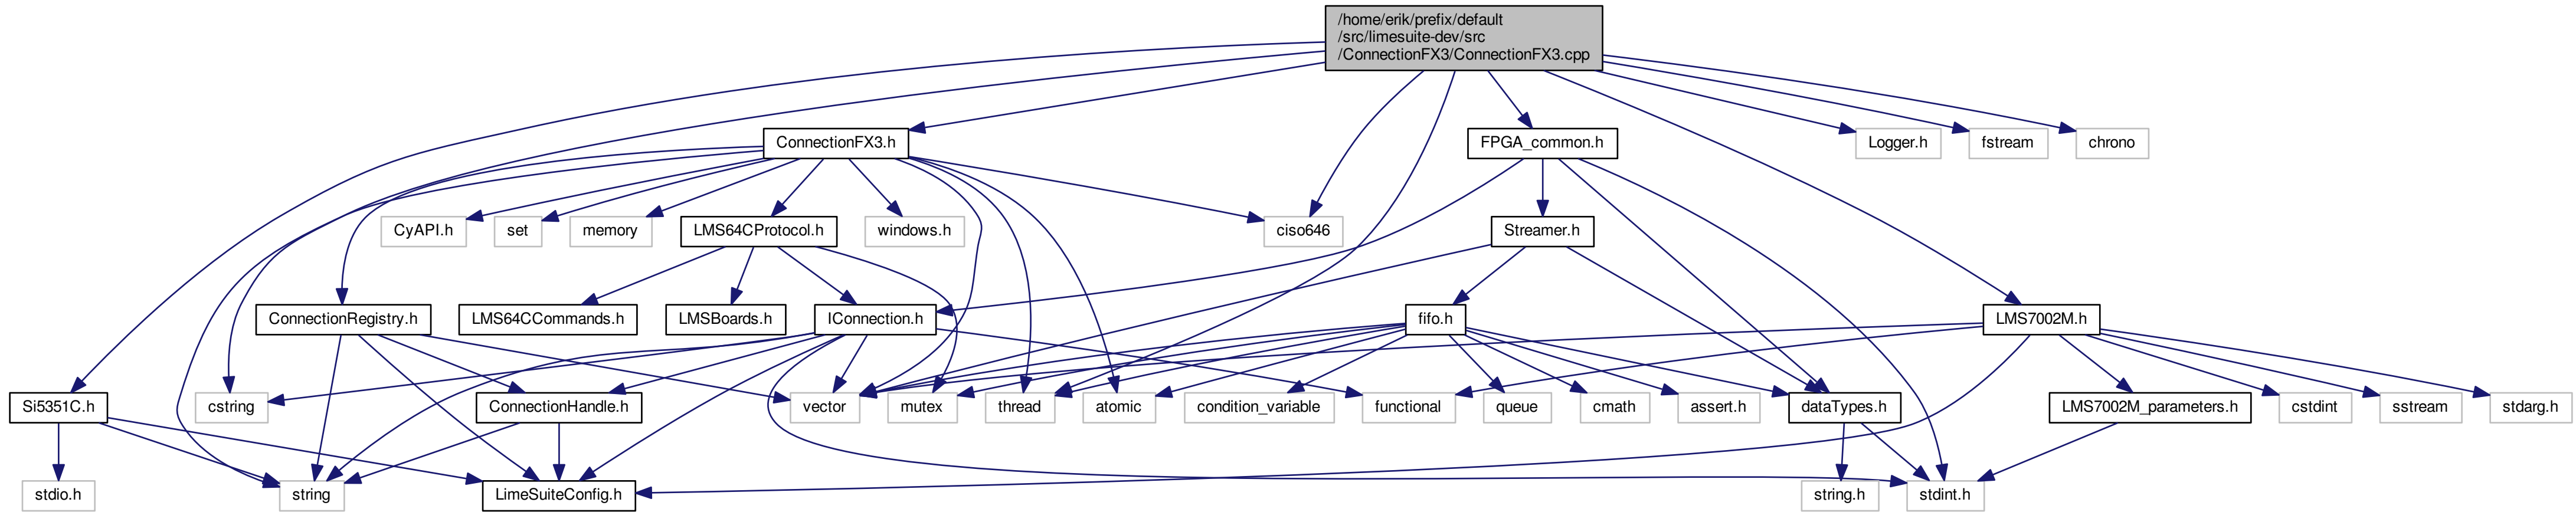 /home/erik/prefix/default
/src/limesuite-dev/src
/ConnectionFX3/ConnectionFX3.cpp
ConnectionFX3.h
FPGA_common.h
Logger.h
fstream
chrono
CyAPI.h
set
memory
LMS64CProtocol.h
windows.h
ciso646
Streamer.h
ConnectionRegistry.h
LMS64CCommands.h
LMSBoards.h
IConnection.h
fifo.h
LMS7002M.h
Si5351C.h
cstring
ConnectionHandle.h
vector
mutex
thread
atomic
condition_variable
functional
queue
cmath
assert.h
dataTypes.h
LMS7002M_parameters.h
cstdint
sstream
stdarg.h
stdio.h
string
LimeSuiteConfig.h
string.h
stdint.h